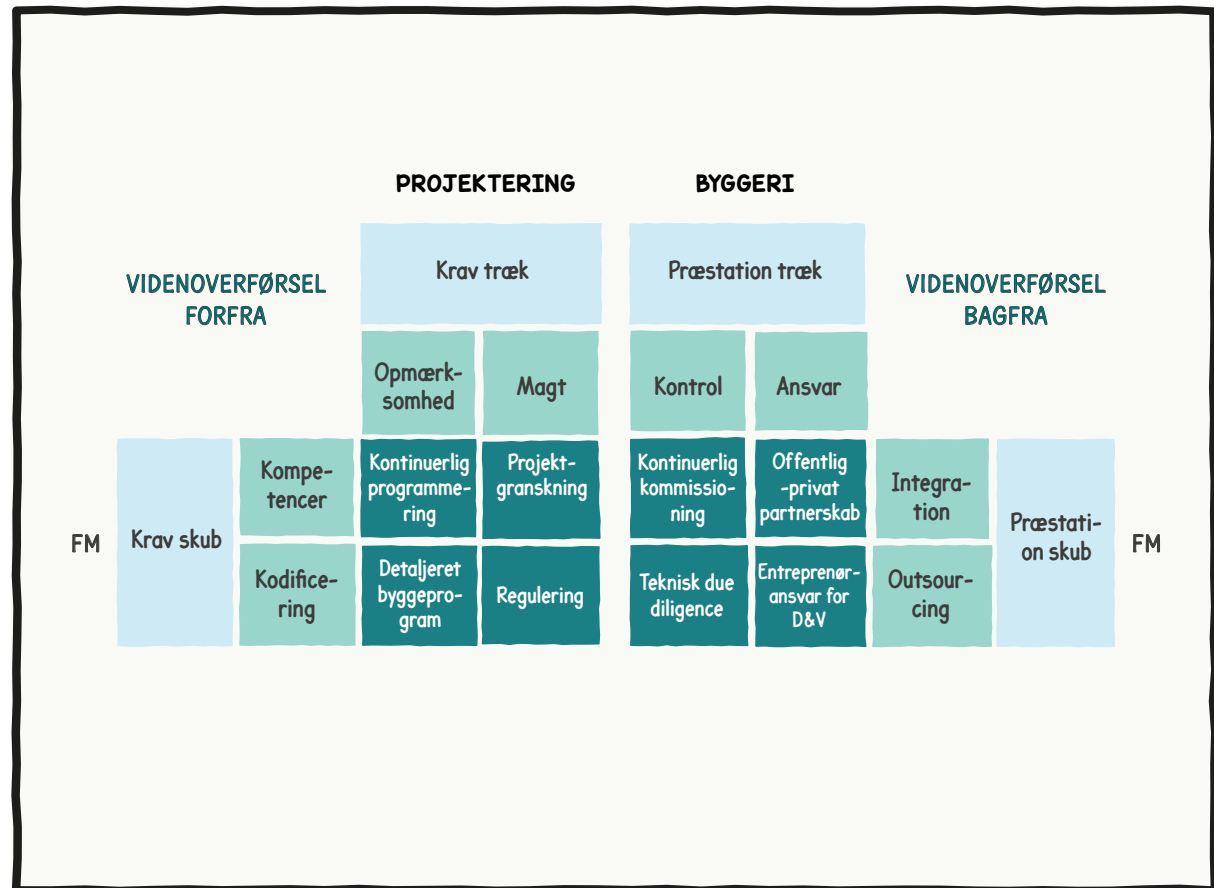 PROJEKTERING
BYGGERI
VIDENOVERFØRSEL
FORFRA
Krav træk
Præstation træk
VIDENOVERFØRSEL
BAGFRA
Opmærk-
somhed
Magt
Kontrol
Ansvar
FM
Krav skub
Kompe-
tencer
Kontinuerlig
programme-
ring
Projekt-
granskning
Kontinuerlig
kommissio-
ning
Offentlig
-privat
partnerskab
Integra-
tion
Præstati-
on skub
FM
Kodifice-
ring
Detaljeret
byggepro-
gram
Regulering
Teknisk due
diligence
Entreprenør-
ansvar for
D&V
Outsour-
cing